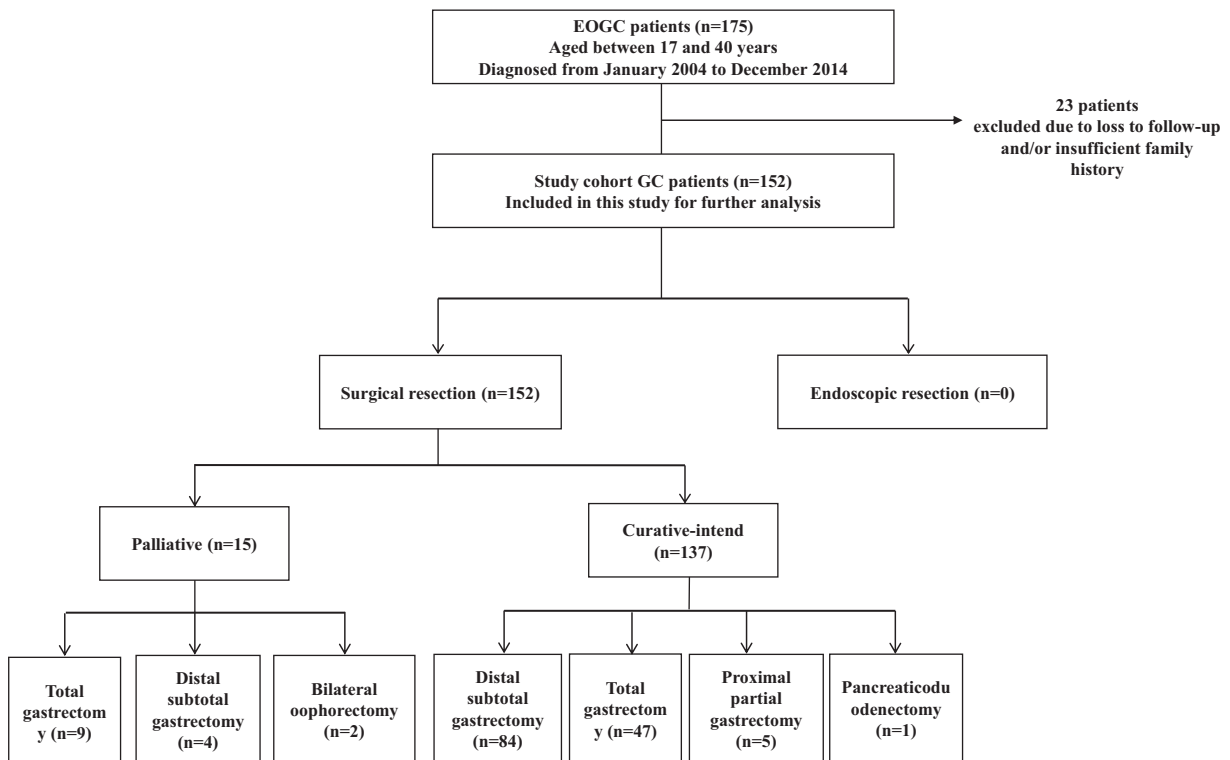 EOGC patients (n=175)
Aged between 17 and 40 years
Diagnosed from January 2004 to December 2014
23 patients
excluded due to loss to follow-up
and/or insufficient family
history
Study cohort GC patients (n=152)
Included in this study for further analysis
Surgical resection (n=152)
Endoscopic resection (n=0)
Palliative (n=15)
Curative-intend
(n=137)
Total
gastrectom
y (n=9)
Distal
subtotal
gastrectomy
(n=4)
Bilateral
oophorectomy
(n=2)
Distal
subtotal
gastrectomy
(n=84)
Total
gastrectom
y (n=47)
Proximal
partial
gastrectomy
(n=5)
Pancreaticodu
odenectomy
(n=1)